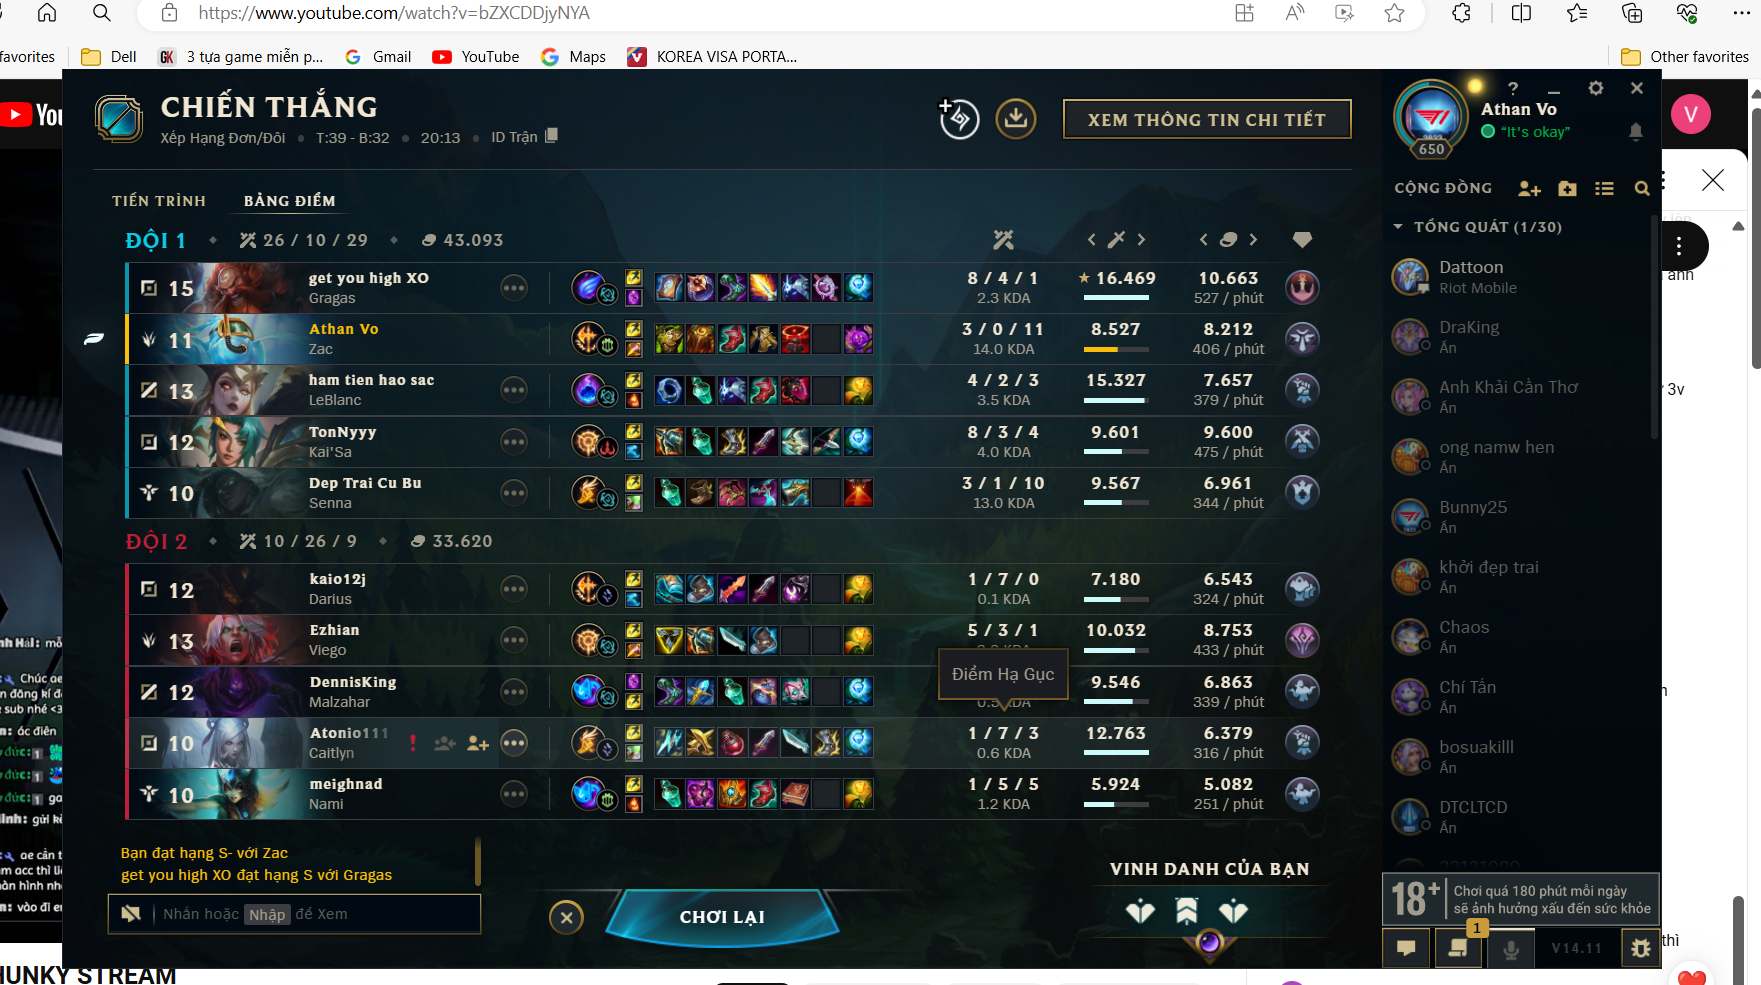 https://www.youtube.com/watch?v=bZXCDDjyNYA
favorites
Dell
3 tựa game miễn p...
Gmail
YouTube
Maps
KOREA VISA PORTA...
Other favorites
CHIẾN THẮNG
Xếp Hạng Đơn/Đôi • T:39 - B:32 • 20:13 • ID Trận
XEM THÔNG TIN CHI TIẾT
TIẾN TRÌNH
BẢNG ĐIỂM
ĐỘI 1
26 / 10 / 29
43.093
15
get you high XO
Gragas
8 / 4 / 1
2.3 KDA
16.469
10.663
527 / phút
11
Athan Vo
Zac
3 / 0 / 11
14.0 KDA
8.527
8.212
406 / phút
13
ham tien hao sac
LeBlanc
4 / 2 / 3
3.5 KDA
15.327
7.657
379 / phút
12
TonNyyy
Kai'Sa
8 / 3 / 4
4.0 KDA
9.601
9.600
475 / phút
10
Dep Trai Cu Bu
Senna
3 / 1 / 10
13.0 KDA
9.567
6.961
344 / phút
ĐỘI 2
10 / 26 / 9
33.620
12
kaio12j
Darius
1 / 7 / 0
0.1 KDA
7.180
6.543
324 / phút
13
Ezhian
Viego
5 / 3 / 1
10.032
8.753
433 / phút
Điểm Hạ Gục
12
DennisKing
Malzahar
9.546
6.863
339 / phút
10
Atonio111
Caitlyn
1 / 7 / 3
0.6 KDA
12.763
6.379
316 / phút
10
meighnad
Nami
1 / 5 / 5
1.2 KDA
5.924
5.082
251 / phút
Bạn đạt hạng S- với Zac
get you high XO đạt hạng S với Gragas
Nhấn hoặc Nhập để Xem
CHƠI LẠI
VINH DANH CỦA BẠN
Athan Vo
"It's okay"
650
CỘNG ĐỒNG
TỔNG QUÁT (1/30)
Dattoon
Riot Mobile
DraKing
Ẩn
Anh Khải Cần Thơ
Ẩn
ong namw hen
Ẩn
Bunny25
Ẩn
khởi đẹp trai
Ẩn
Chaos
Ẩn
Chí Tấn
Ẩn
bosuakilll
Ẩn
DTCLTCD
Ẩn
18+
Chơi quá 180 phút mỗi ngày
sẽ ảnh hưởng xấu đến sức khỏe
1
V14.11
V
3v
thì
HUNKY STREAM